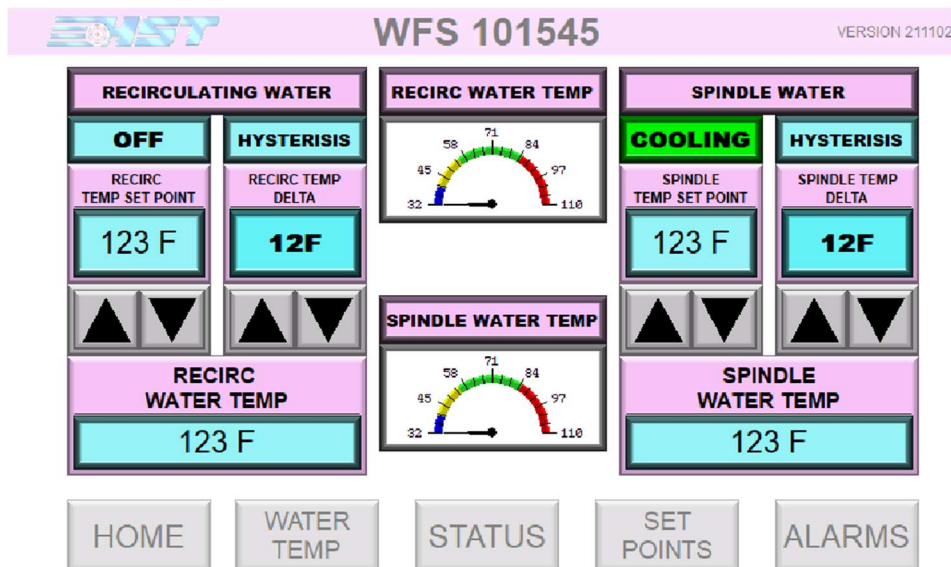 EAST
WFS 101545
VERSION 211102
RECIRCULATING WATER
OFF
HYSTERISIS
RECIRC
TEMP SET POINT
123 F
RECIRC TEMP
DELTA
12F
RECIRC
WATER TEMP
123 F
RECIRC WATER TEMP
32 45 58 71 84 97 110
SPINDLE WATER TEMP
32 45 58 71 84 97 110
SPINDLE WATER
COOLING
HYSTERISIS
SPINDLE
TEMP SET POINT
123 F
SPINDLE TEMP
DELTA
12F
SPINDLE
WATER TEMP
123 F
HOME
WATER
TEMP
STATUS
SET
POINTS
ALARMS